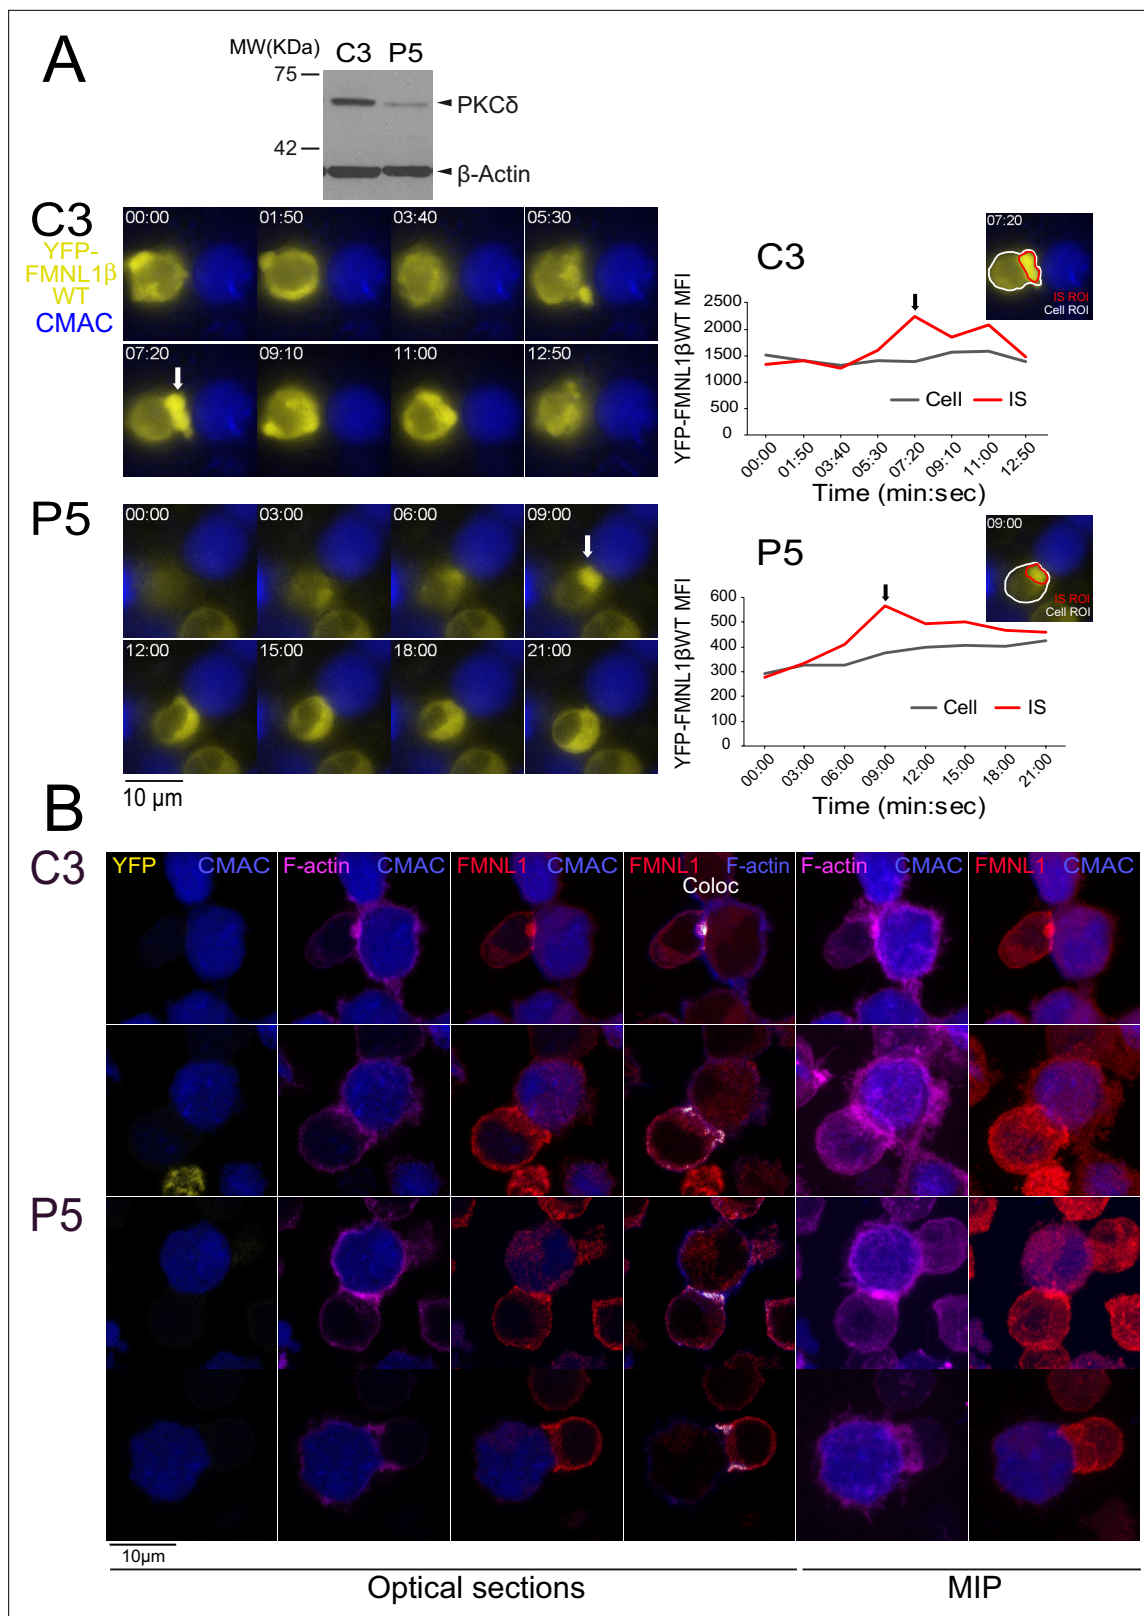 A
MW(KDa) C3 P5
75
PKCδ
42
β-Actin
C3
YFP-
FMNL1β
WT
CMAC
00:00 01:50 03:40 05:30
07:20 09:10 11:00 12:50
C3
07:20
IS ROI
Cell ROI
YFP-FMNL1βWT MFI
2500
2000
1500
1000
500
0
Cell IS
00:00 01:50 03:40 05:30 07:20 09:10 11:00 12:50
Time (min:sec)
P5
00:00 03:00 06:00 09:00
12:00 15:00 18:00 21:00
10 µm
P5
09:00
IS ROI
Cell ROI
YFP-FMNL1βWT MFI
600
500
400
300
200
100
0
Cell IS
00:00 03:00 06:00 09:00 12:00 15:00 18:00 21:00
Time (min:sec)
B
C3
YFP CMAC F-actin CMAC FMNL1 CMAC FMNL1 F-actin F-actin CMAC FMNL1 CMAC
Coloc
P5
10µm
Optical sections MIP